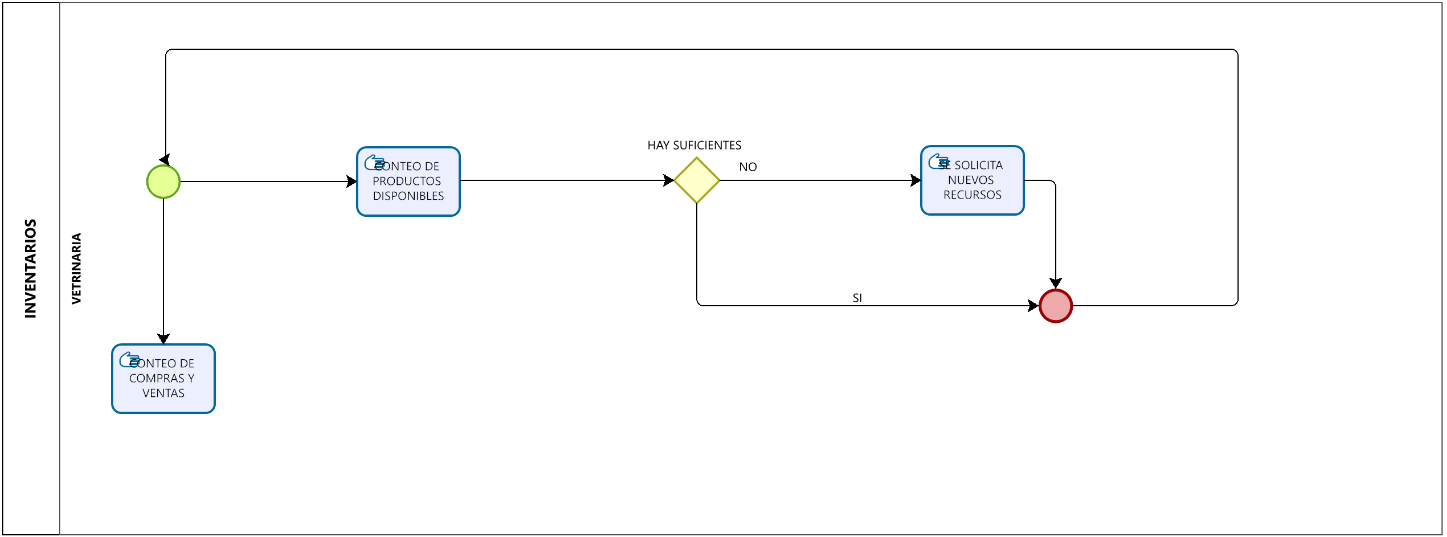 INVENTARIOS
VETRINARIA
CONTEO DE
PRODUCTOS
DISPONIBLES
HAY SUFICIENTES
NO
SE SOLICITA
NUEVOS
RECURSOS
SI
CONTEO DE
COMPRAS Y
VENTAS